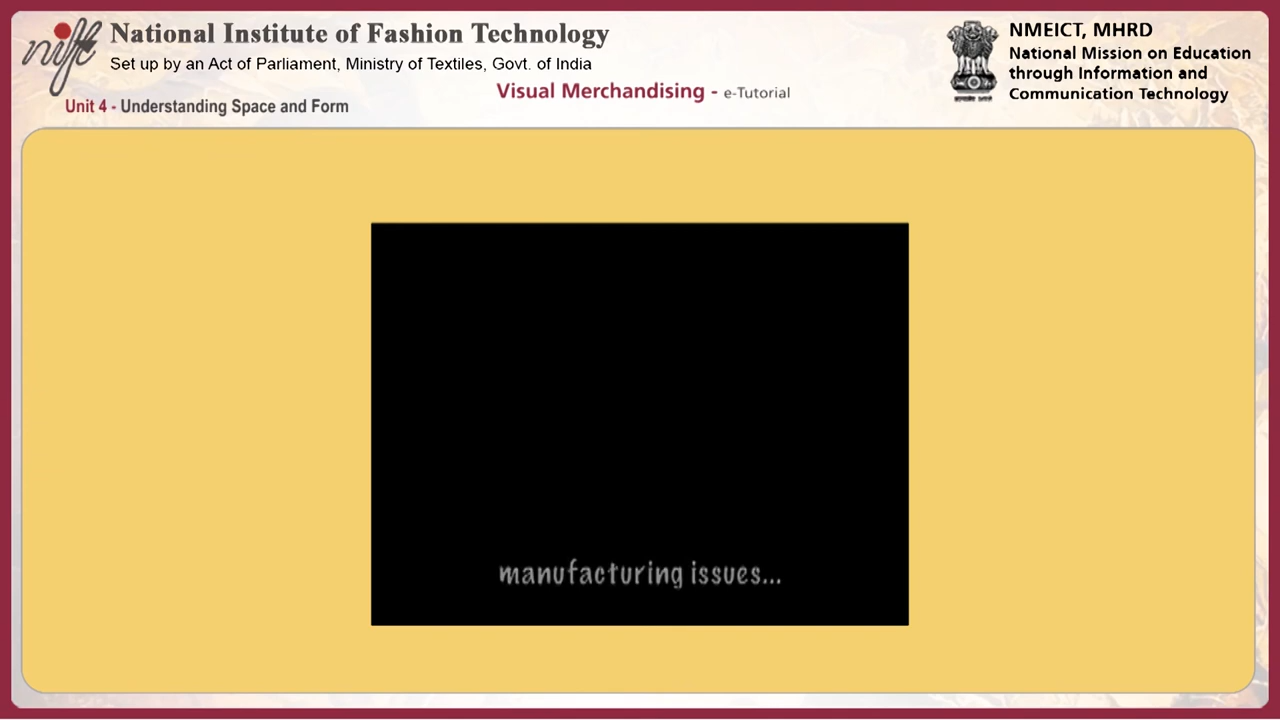 nift
National Institute of Fashion Technology
Set up by an Act of Parliament, Ministry of Textiles, Govt. of India
Unit 4 - Understanding Space and Form
Visual Merchandising - e-Tutorial
NMEICT, MHRD
National Mission on Education
through Information and
Communication Technology
manufacturing issues...